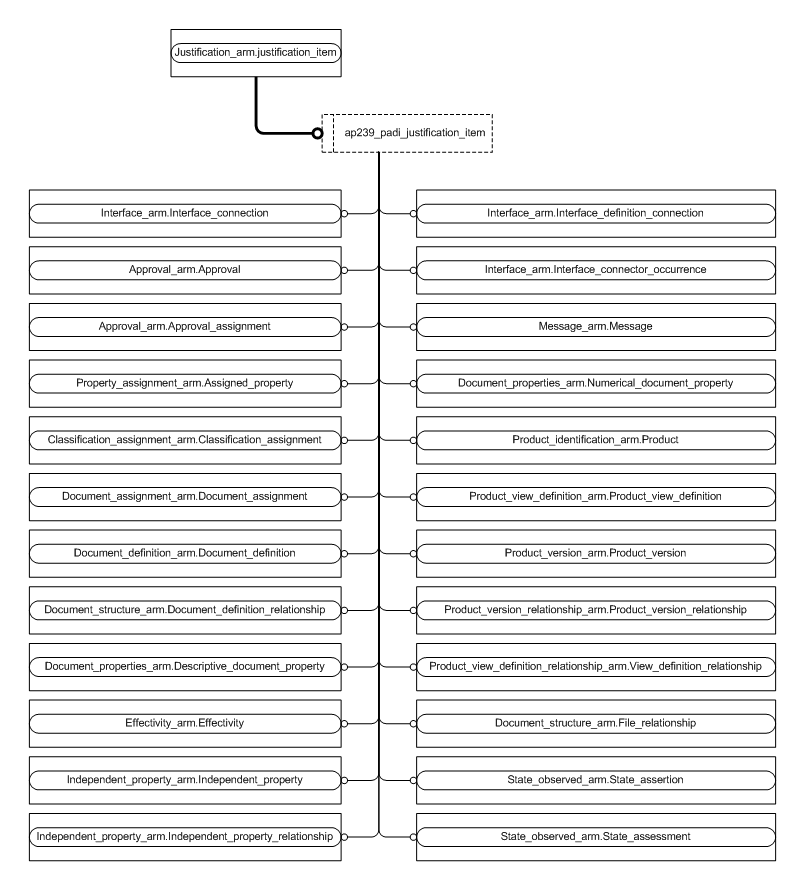 Justification_arm.justification_item
ap239_padi_justification_item
Interface_arm.Interface_connection
Interface_arm.Interface_definition_connection
Approval_arm.Approval
Interface_arm.Interface_connector_occurrence
Approval_arm.Approval_assignment
Message_arm.Message
Property_assignment_arm.Assigned_property
Document_properties_arm.Numerical_document_property
Classification_assignment_arm.Classification_assignment
Product_identification_arm.Product
Document_assignment_arm.Document_assignment
Product_view_definition_arm.Product_view_definition
Document_definition_arm.Document_definition
Product_version_arm.Product_version
Document_structure_arm.Document_definition_relationship
Product_version_relationship_arm.Product_version_relationship
Document_properties_arm.Descriptive_document_property
Product_view_definition_relationship_arm.View_definition_relationship
Effectivity_arm.Effectivity
Document_structure_arm.File_relationship
Independent_property_arm.Independent_property
State_observed_arm.State_assertion
Independent_property_arm.Independent_property_relationship
State_observed_arm.State_assessment